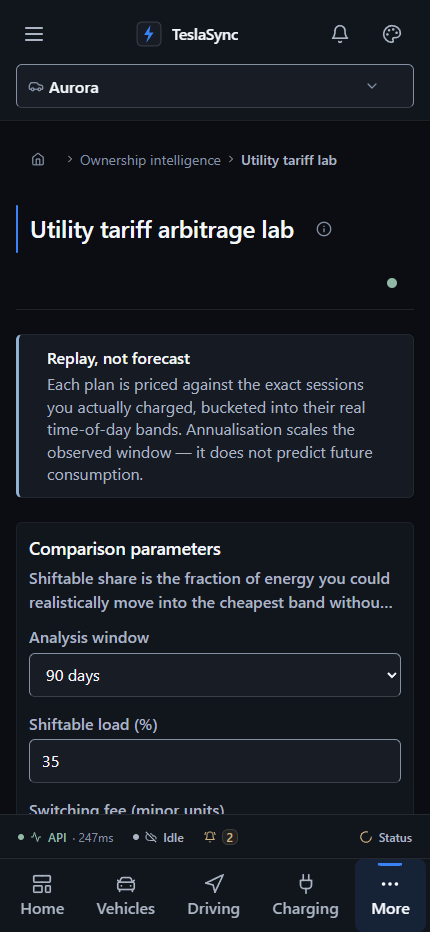 TeslaSync
Aurora
Ownership intelligence > Utility tariff lab
Utility tariff arbitrage lab
Replay, not forecast
Each plan is priced against the exact sessions
you actually charged, bucketed into their real
time-of-day bands. Annualisation scales the
observed window — it does not predict future
consumption.
Comparison parameters
Shiftable share is the fraction of energy you could
realistically move into the cheapest band withou...
Analysis window
90 days
Shiftable load (%)
35
Switching fee (minor units)
API · 247ms Idle 2 Status
Home Vehicles Driving Charging More